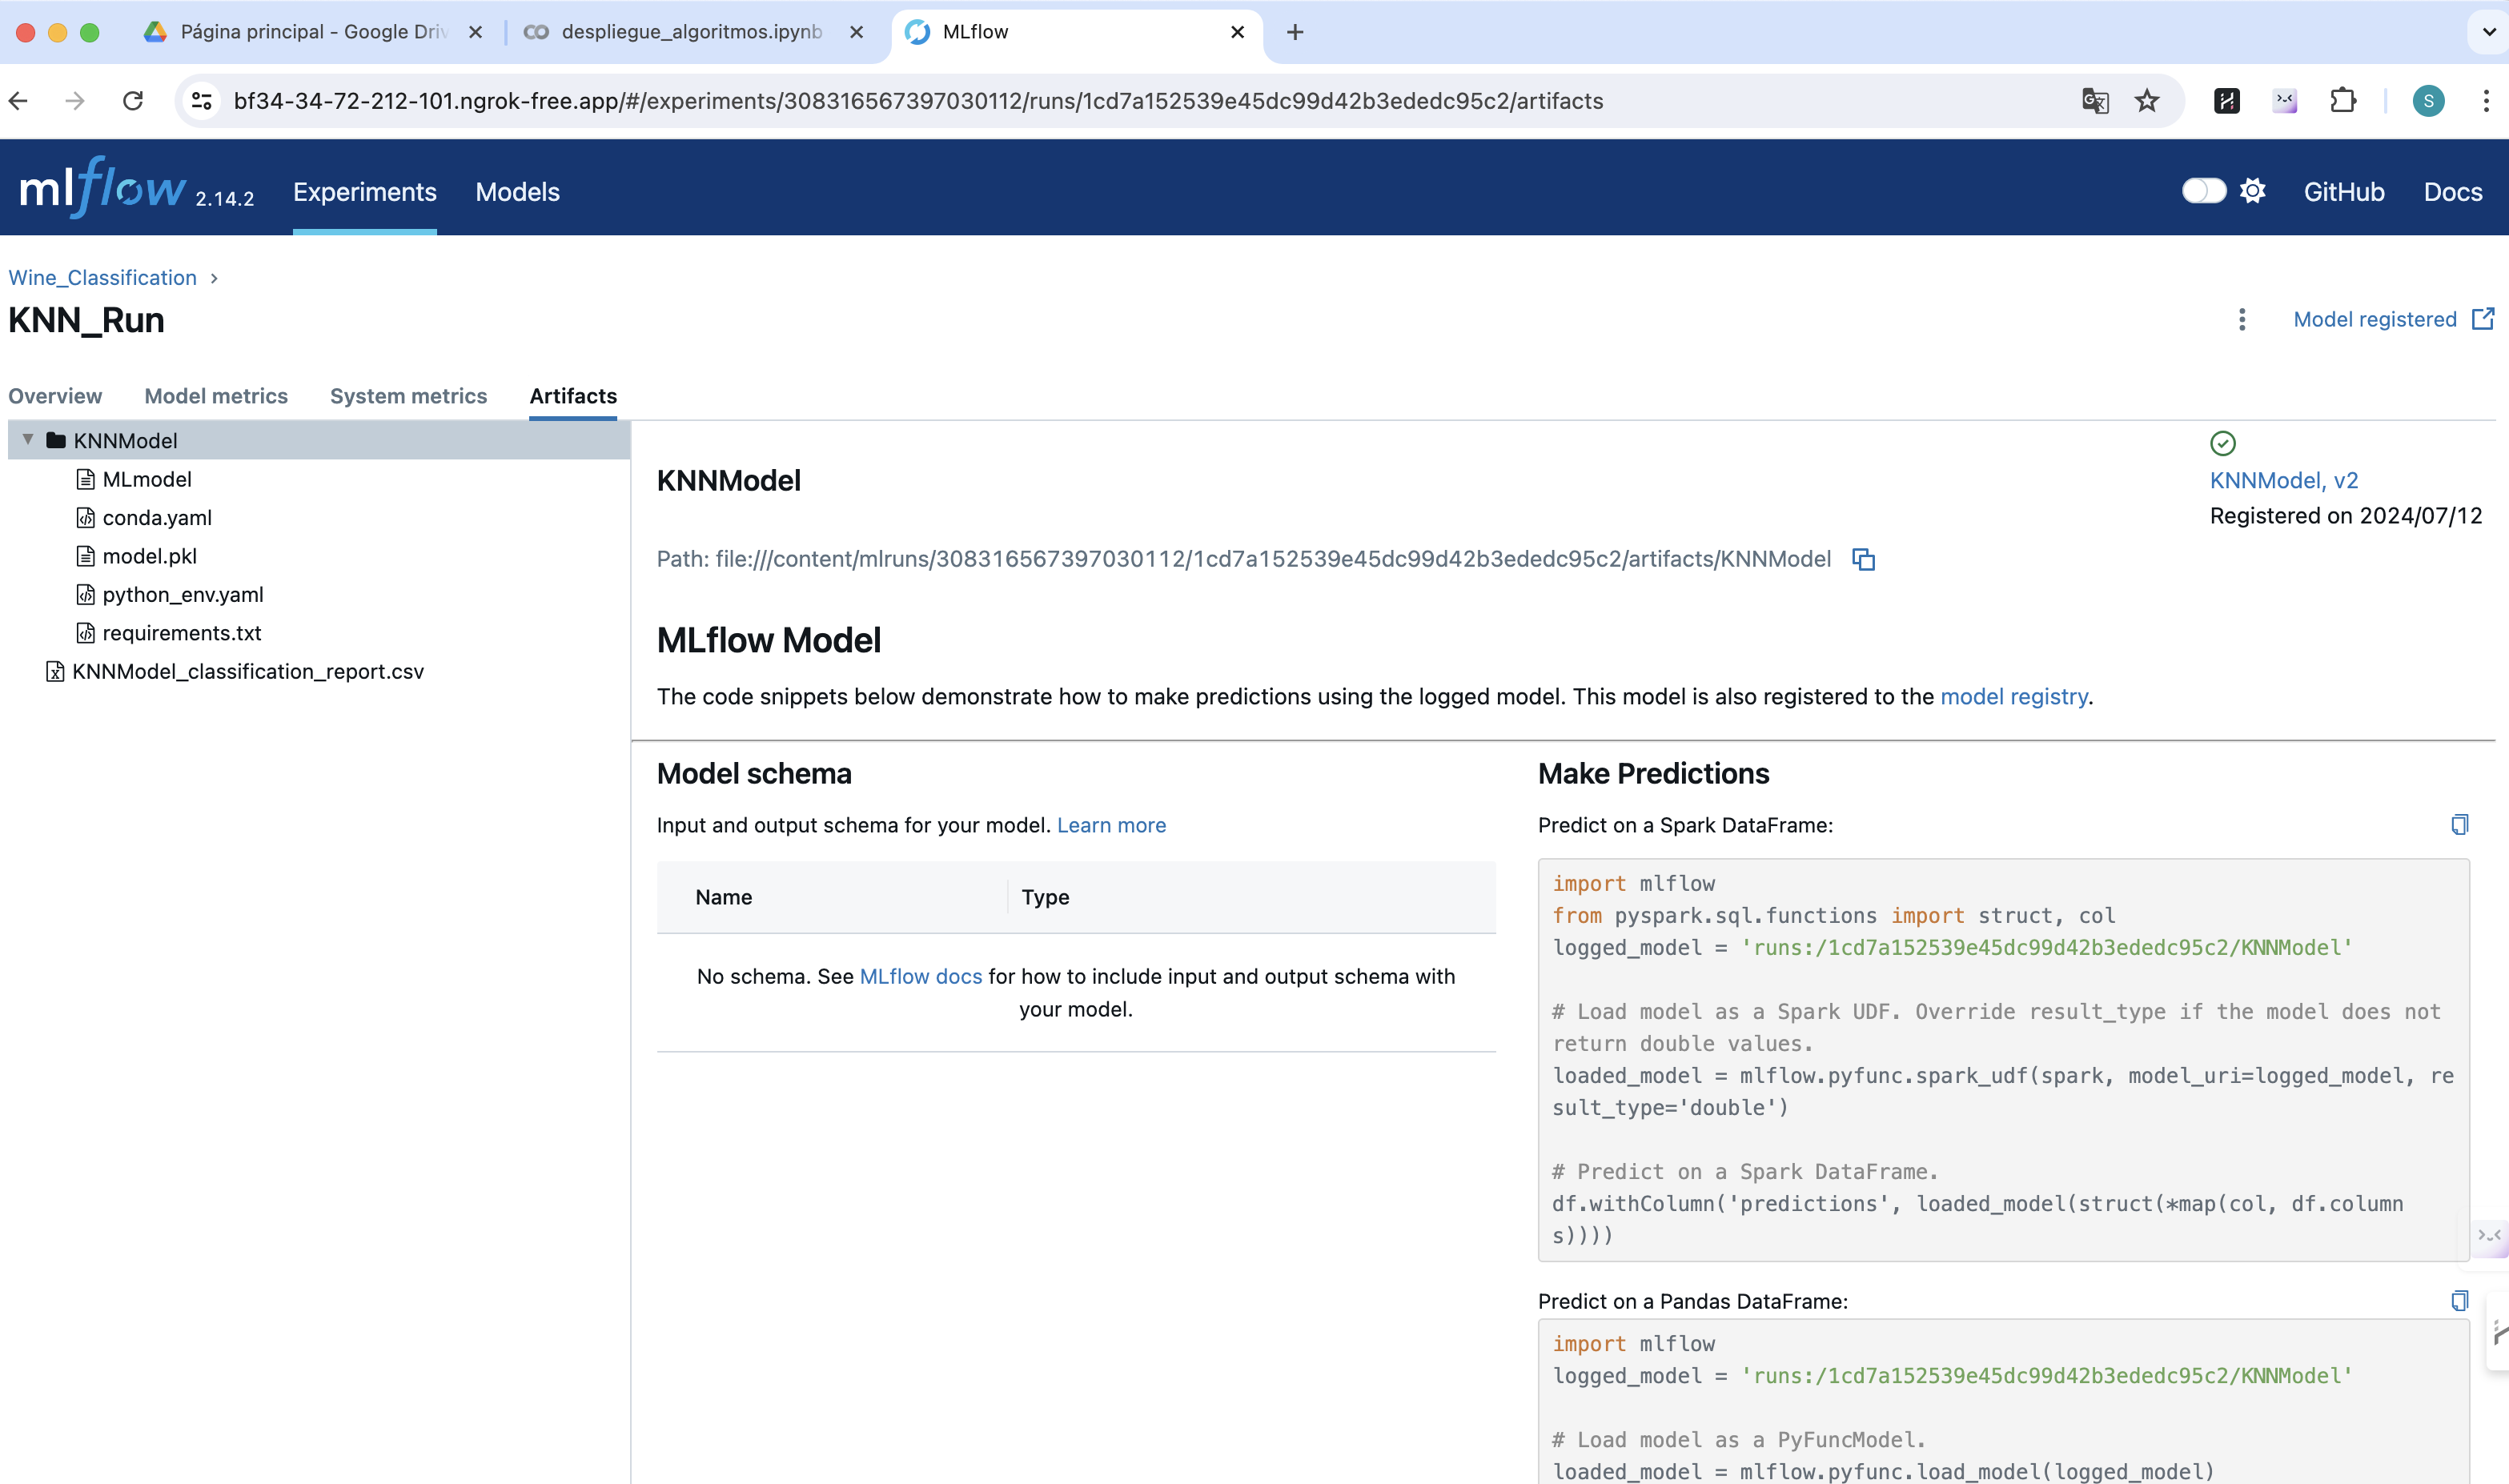 Página principal - Google Driv
despliegue_algoritmos.ipynb
MLflow
bf34-34-72-212-101.ngrok-free.app/#/experiments/308316567397030112/runs/1cd7a152539e45dc99d42b3ededc95c2/artifacts
S
mlflow 2.14.2
Experiments
Models
GitHub
Docs
Wine_Classification
KNN_Run
Model registered
Overview
Model metrics
System metrics
Artifacts
KNNModel
MLmodel
conda.yaml
model.pkl
python_env.yaml
requirements.txt
KNNModel_classification_report.csv
KNNModel
KNNModel, v2
Registered on 2024/07/12
Path: file:///content/mlruns/308316567397030112/1cd7a152539e45dc99d42b3ededc95c2/artifacts/KNNModel
MLflow Model
The code snippets below demonstrate how to make predictions using the logged model. This model is also registered to the model registry.
Model schema
Input and output schema for your model. Learn more
Name
Type
No schema. See MLflow docs for how to include input and output schema with
your model.
Make Predictions
Predict on a Spark DataFrame:
import mlflow
from pyspark.sql.functions import struct, col
logged_model = 'runs:/1cd7a152539e45dc99d42b3ededc95c2/KNNModel'
# Load model as a Spark UDF. Override result_type if the model does not
return double values.
loaded_model = mlflow.pyfunc.spark_udf(spark, model_uri=logged_model, re
sult_type='double')
# Predict on a Spark DataFrame.
df.withColumn('predictions', loaded_model(struct(*map(col, df.column
s))))
Predict on a Pandas DataFrame:
import mlflow
logged_model = 'runs:/1cd7a152539e45dc99d42b3ededc95c2/KNNModel'
# Load model as a PyFuncModel.
loaded_model = mlflow.pyfunc.load_model(logged_model)